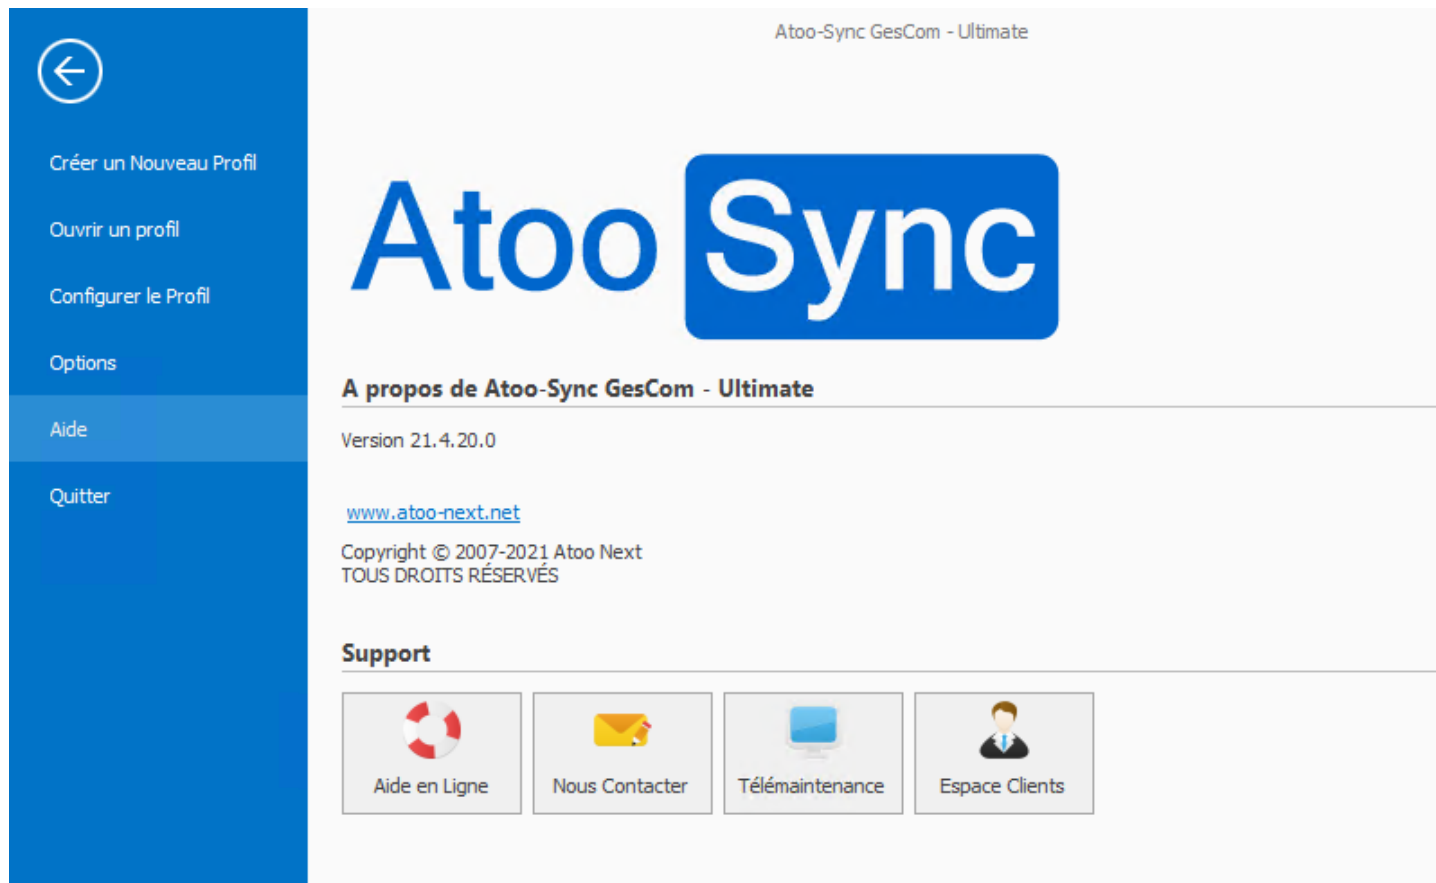 Atoo-Sync GesCom - Ultimate
Créer un Nouveau Profil
Ouvrir un profil
Configurer le Profil
Options
Aide
Quitter
Atoo Sync
A propos de Atoo-Sync GesCom - Ultimate
Version 21.4.20.0
www.atoo-next.net
Copyright © 2007-2021 Atoo Next
TOUS DROITS RÉSERVÉS
Support
Aide en Ligne
Nous Contacter
Télémaintenance
Espace Clients